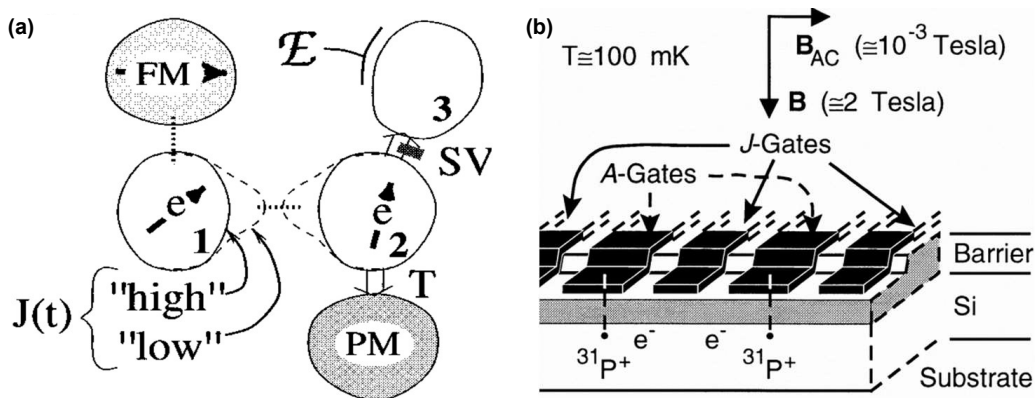 (a)
FM
ℰ
3
SV
e
1
e
2
T
J(t) { "high"
"low"
PM
(b)
T≅100 mK
B_AC (≅10⁻³ Tesla)
B (≅2 Tesla)
J-Gates
A-Gates
Barrier
Si
Substrate
e⁻ e⁻
³¹P⁺ ³¹P⁺